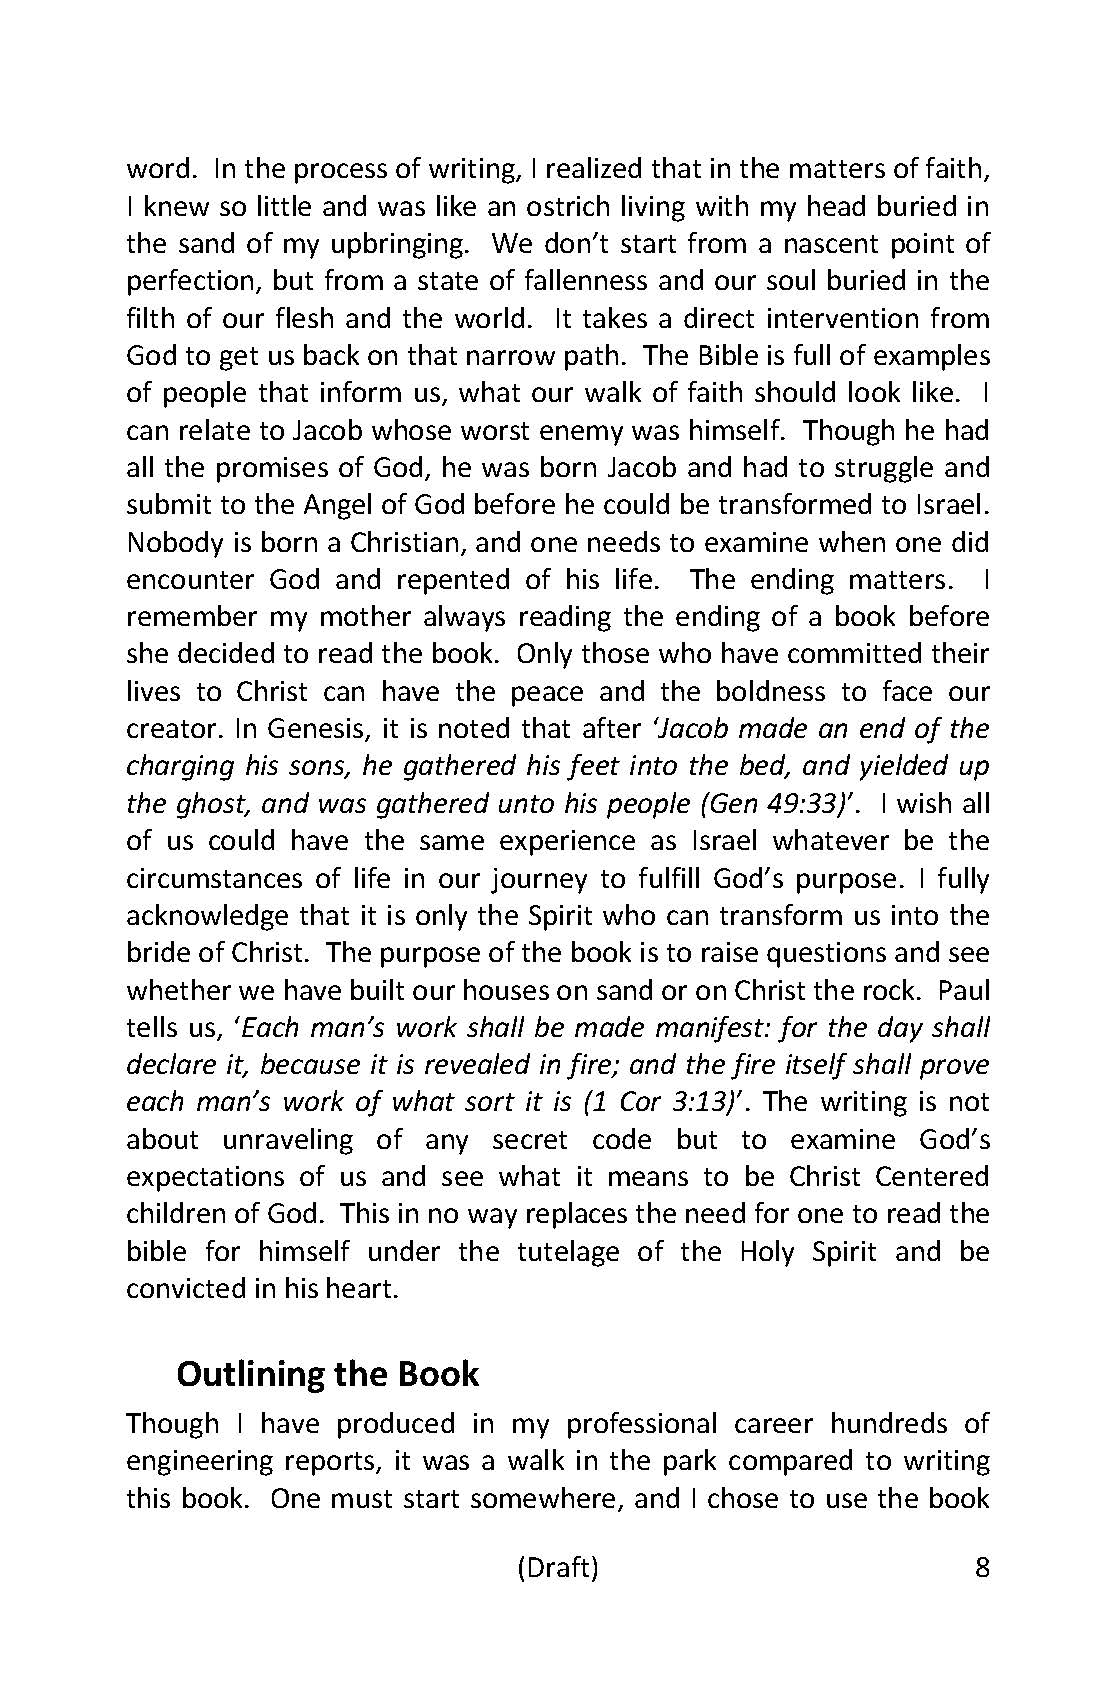 word.  In the process of writing, I realized that in the matters of faith,
I knew so little and was like an ostrich living with my head buried in
the sand of my upbringing.  We don’t start from a nascent point of
perfection, but from a state of fallenness and our soul buried in the
filth of our flesh and the world.  It takes a direct intervention from
God to get us back on that narrow path.  The Bible is full of examples
of people that inform us, what our walk of faith should look like.  I
can relate to Jacob whose worst enemy was himself.  Though he had
all the promises of God, he was born Jacob and had to struggle and
submit to the Angel of God before he could be transformed to Israel.
Nobody is born a Christian, and one needs to examine when one did
encounter God and repented of his life.  The ending matters.  I
remember my mother always reading the ending of a book before
she decided to read the book.  Only those who have committed their
lives to Christ can have the peace and the boldness to face our
creator. In Genesis, it is noted that after ‘Jacob made an end of the
charging his sons, he gathered his feet into the bed, and yielded up
the ghost, and was gathered unto his people (Gen 49:33)’.  I wish all
of us could have the same experience as Israel whatever be the
circumstances of life in our journey to fulfill God’s purpose. I fully
acknowledge that it is only the Spirit who can transform us into the
bride of Christ.  The purpose of the book is to raise questions and see
whether we have built our houses on sand or on Christ the rock.  Paul
tells us, ‘Each man’s work shall be made manifest: for the day shall
declare it, because it is revealed in fire; and the fire itself shall prove
each man’s work of what sort it is (1 Cor 3:13)’. The writing is not
about unraveling of any secret code but to examine God’s
expectations of us and see what it means to be Christ Centered
children of God.  This in no way replaces the need for one to read the
bible for himself under the tutelage of the Holy Spirit and be
convicted in his heart.
Outlining the Book
Though I have produced in my professional career hundreds of
engineering reports, it was a walk in the park compared to writing
this book.  One must start somewhere, and I chose to use the book
(Draft) 8